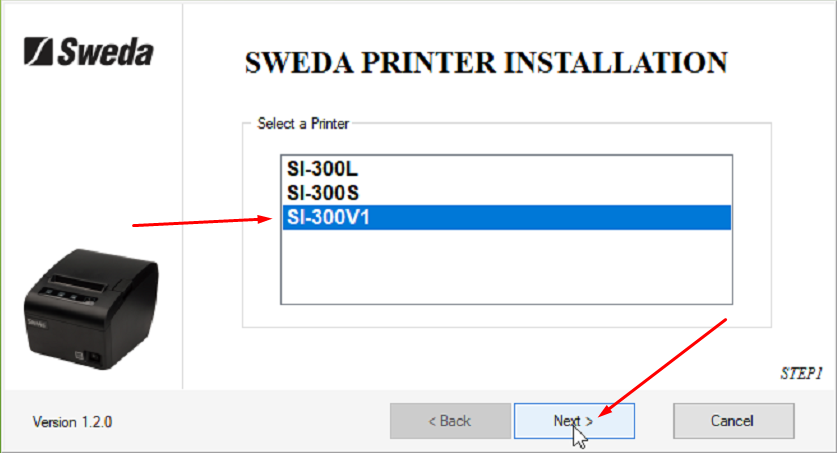 Sweda
SWEDA PRINTER INSTALLATION
Select a Printer
SI-300L
SI-300S
SI-300V1
STEP1
Version 1.2.0
< Back
Next >
Cancel